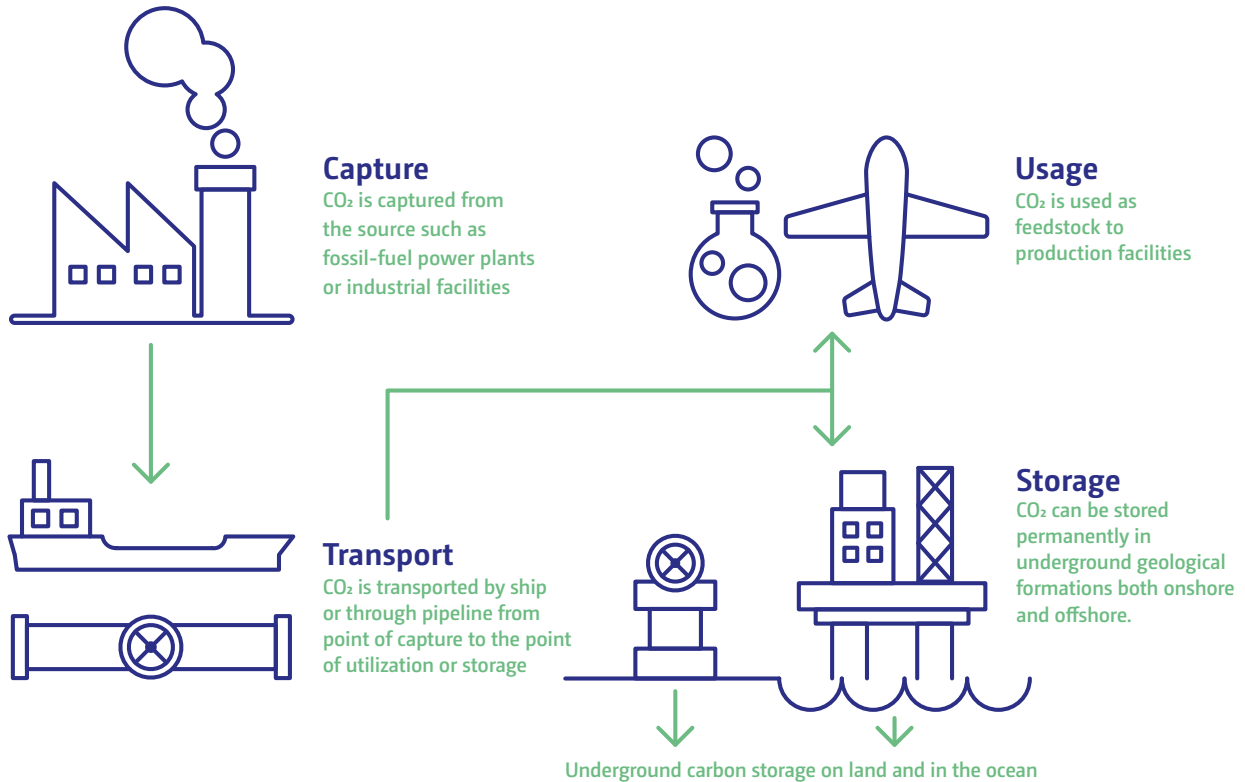 Capture
CO₂ is captured from
the source such as
fossil-fuel power plants
or industrial facilities
Usage
CO₂ is used as
feedstock to
production facilities
Transport
CO₂ is transported by ship
or through pipeline from
point of capture to the point
of utilization or storage
Storage
CO₂ can be stored
permanently in
underground geological
formations both onshore
and offshore.
Underground carbon storage on land and in the ocean